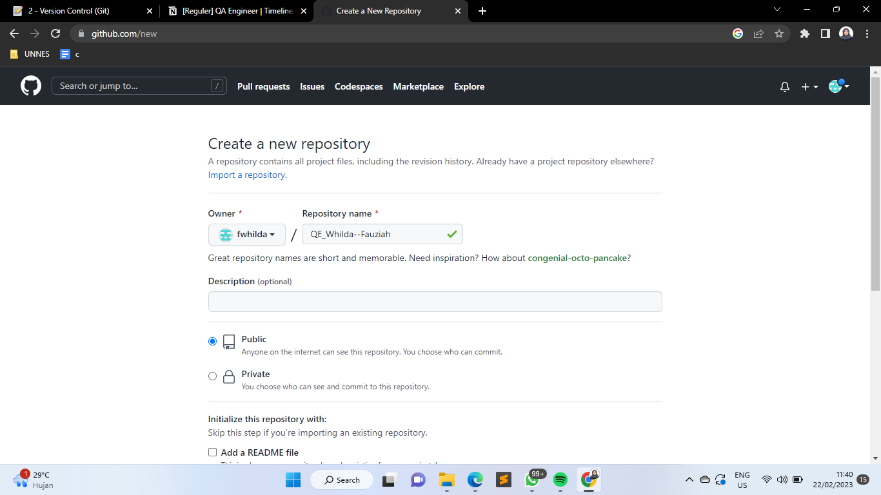 2 - Version Control (Git)
[Reguler] QA Engineer | Timeline
Create a New Repository
github.com/new
UNNES
c
Search or jump to...
/
Pull requests
Issues
Codespaces
Marketplace
Explore
Create a new repository
A repository contains all project files, including the revision history. Already have a project repository elsewhere?
Import a repository.
Owner *
Repository name *
fwhilda
/
QE_Whilda--Fauziah
Great repository names are short and memorable. Need inspiration? How about congenial-octo-pancake?
Description (optional)
Public
Anyone on the internet can see this repository. You choose who can commit.
Private
You choose who can see and commit to this repository.
Initialize this repository with:
Skip this step if you're importing an existing repository.
Add a README file
1
29°C
Hujan
Search
99+
ENG
US
11:40
22/02/2023
15